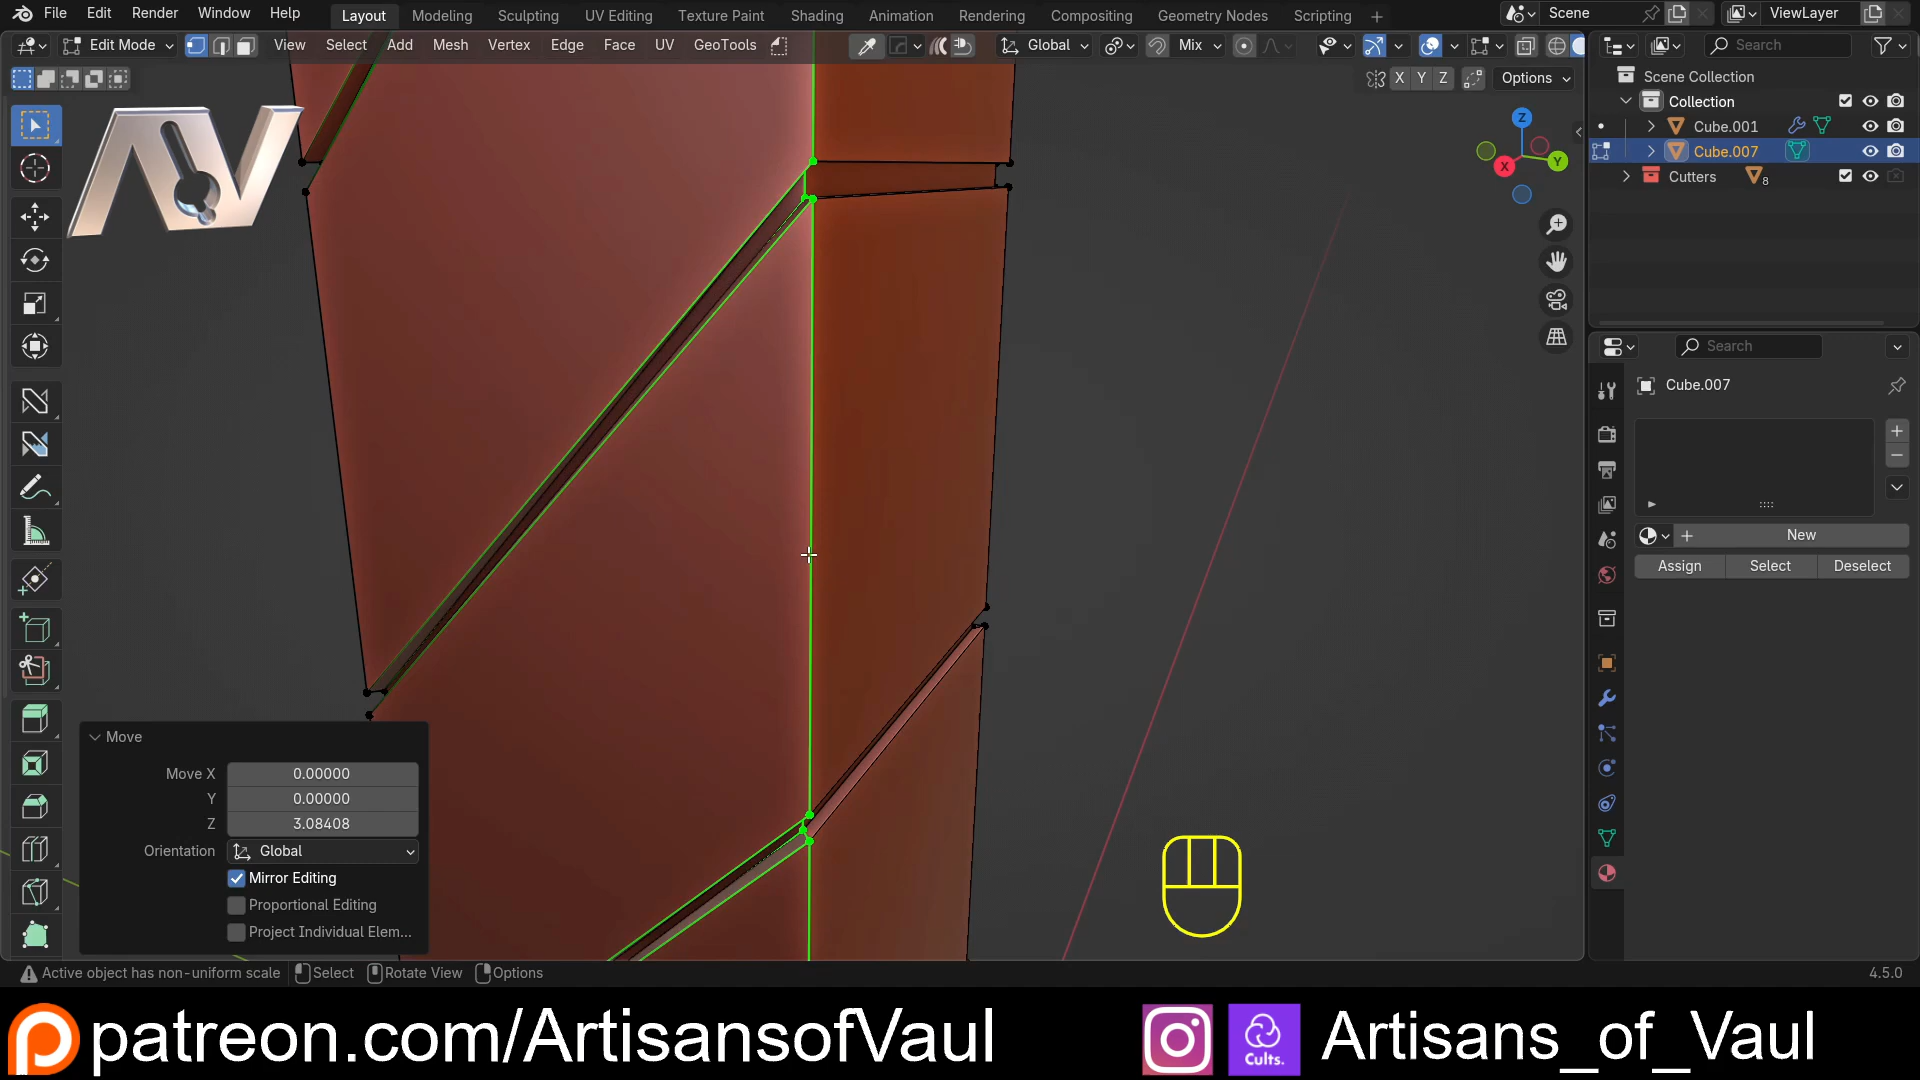 File Edit Render Window Help Layout Modeling Sculpting UV Editing Texture Paint Shading Animation Rendering Compositing Geometry Nodes Scripting + Scene ViewLayer
Edit Mode View Select Add Mesh Vertex Edge Face UV GeoTools Global Mix Search
X Y Z Options
Scene Collection
Collection
Cube.001
Cube.007
Cutters 8
Z
Y
X
AV
Search
Cube.007
New
Assign Select Deselect
Move
Move X 0.00000
Y 0.00000
Z 3.08408
Orientation Global
Mirror Editing
Proportional Editing
Project Individual Elem...
Active object has non-uniform scale Select Rotate View Options 4.5.0
patreon.com/ArtisansofVaul Cults. Artisans_of_Vaul